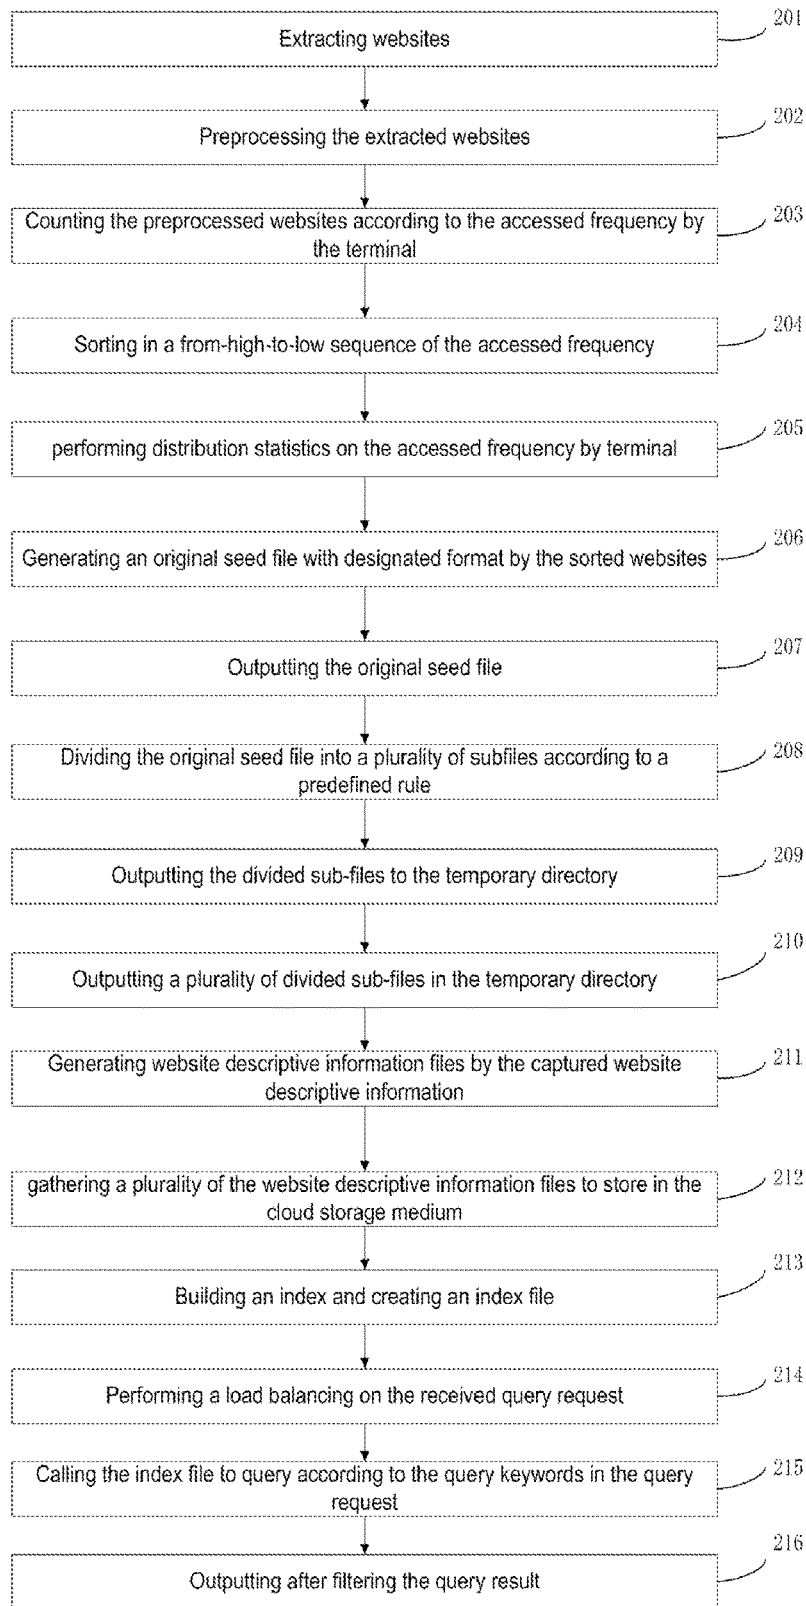 201
Extracting websites
202
Preprocessing the extracted websites
203
Counting the preprocessed websites according to the accessed frequency by
the terminal
204
Sorting in a from-high-to-low sequence of the accessed frequency
205
performing distribution statistics on the accessed frequency by terminal
206
Generating an original seed file with designated format by the sorted websites
207
Outputting the original seed file
208
Dividing the original seed file into a plurality of subfiles according to a
predefined rule
209
Outputting the divided sub-files to the temporary directory
210
Outputting a plurality of divided sub-files in the temporary directory
211
Generating website descriptive information files by the captured website
descriptive information
212
gathering a plurality of the website descriptive information files to store in the
cloud storage medium
213
Building an index and creating an index file
214
Performing a load balancing on the received query request
215
Calling the index file to query according to the query keywords in the query
request
216
Outputting after filtering the query result